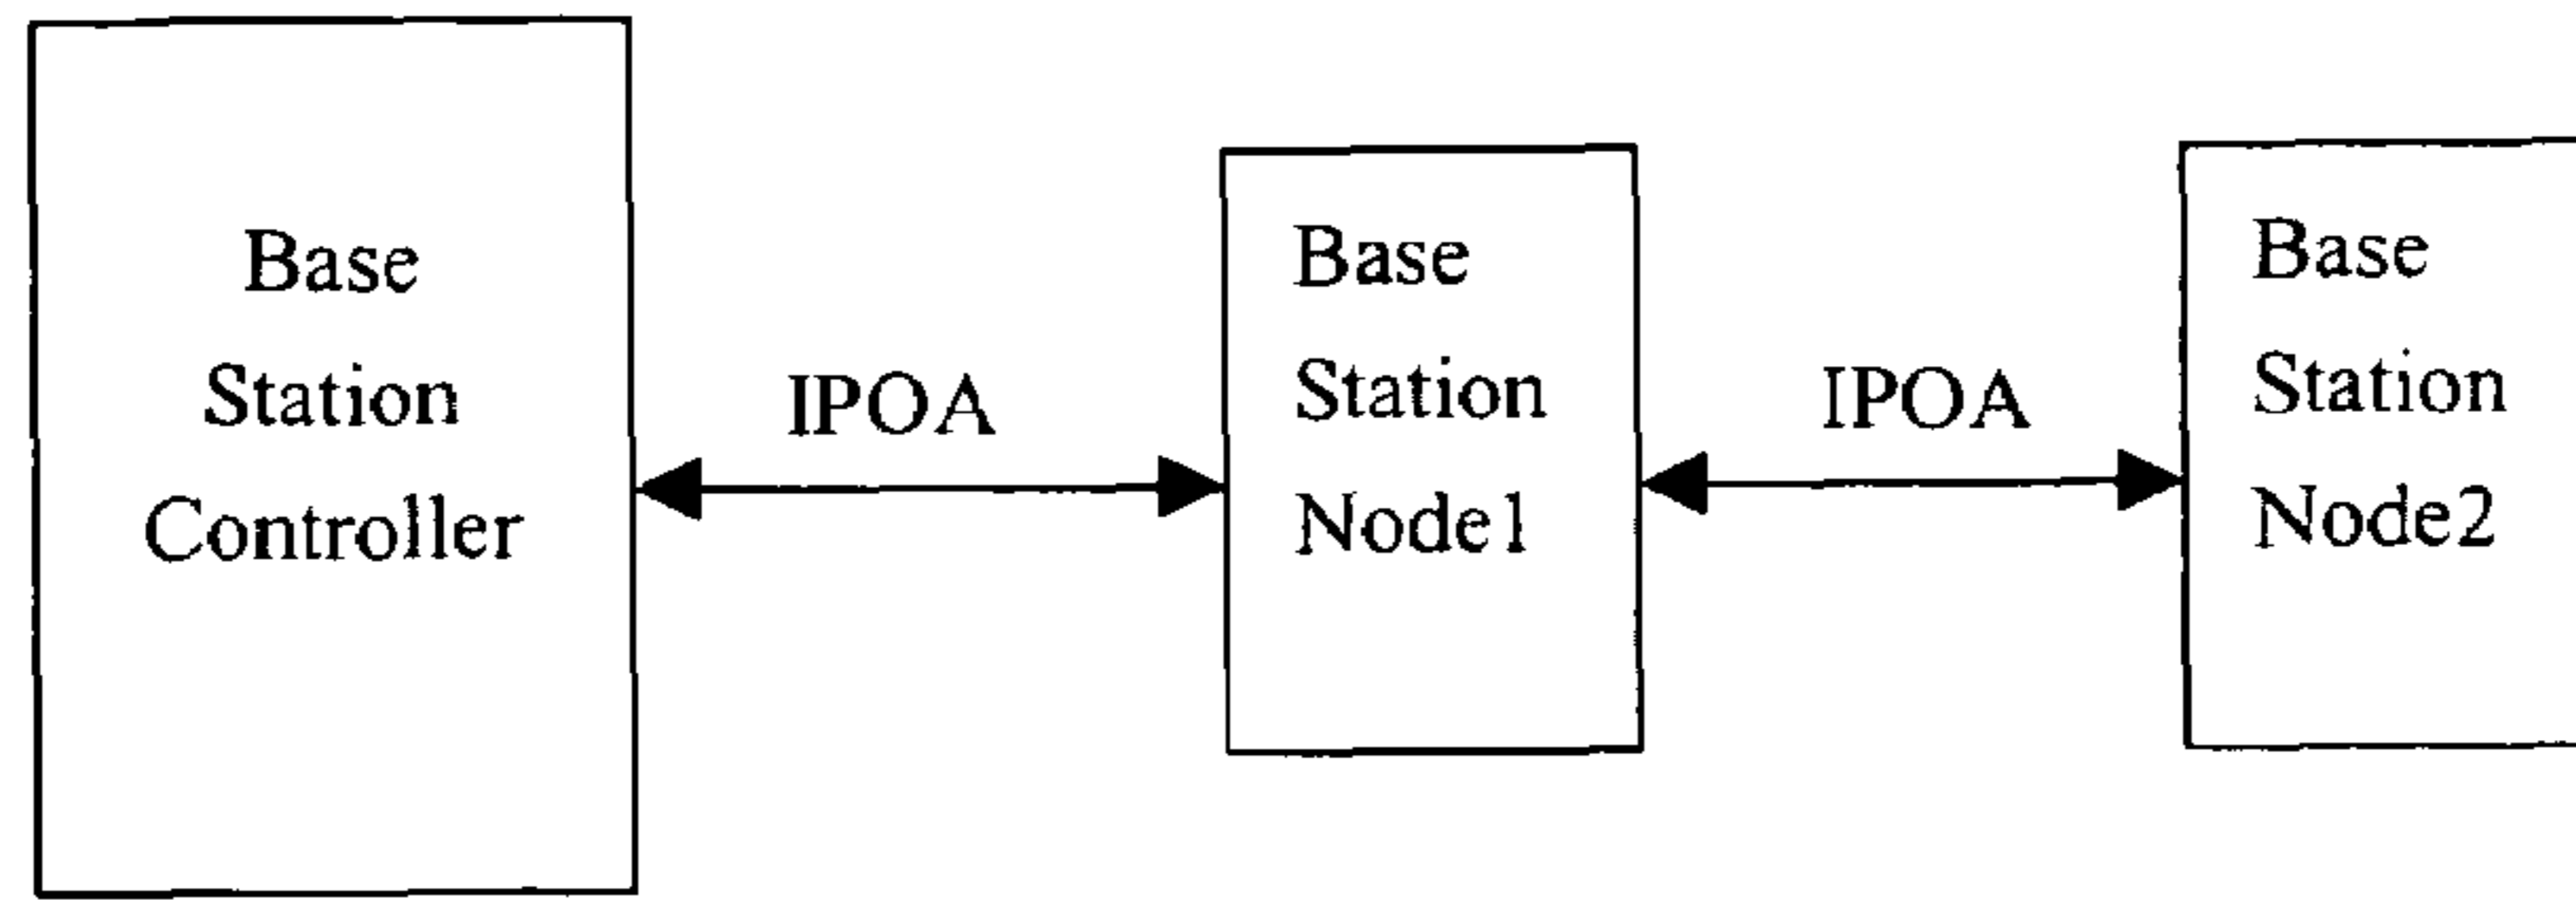 Base
Station
Controller
IPOA
Base
Station
Node1
IPOA
Base
Station
Node2